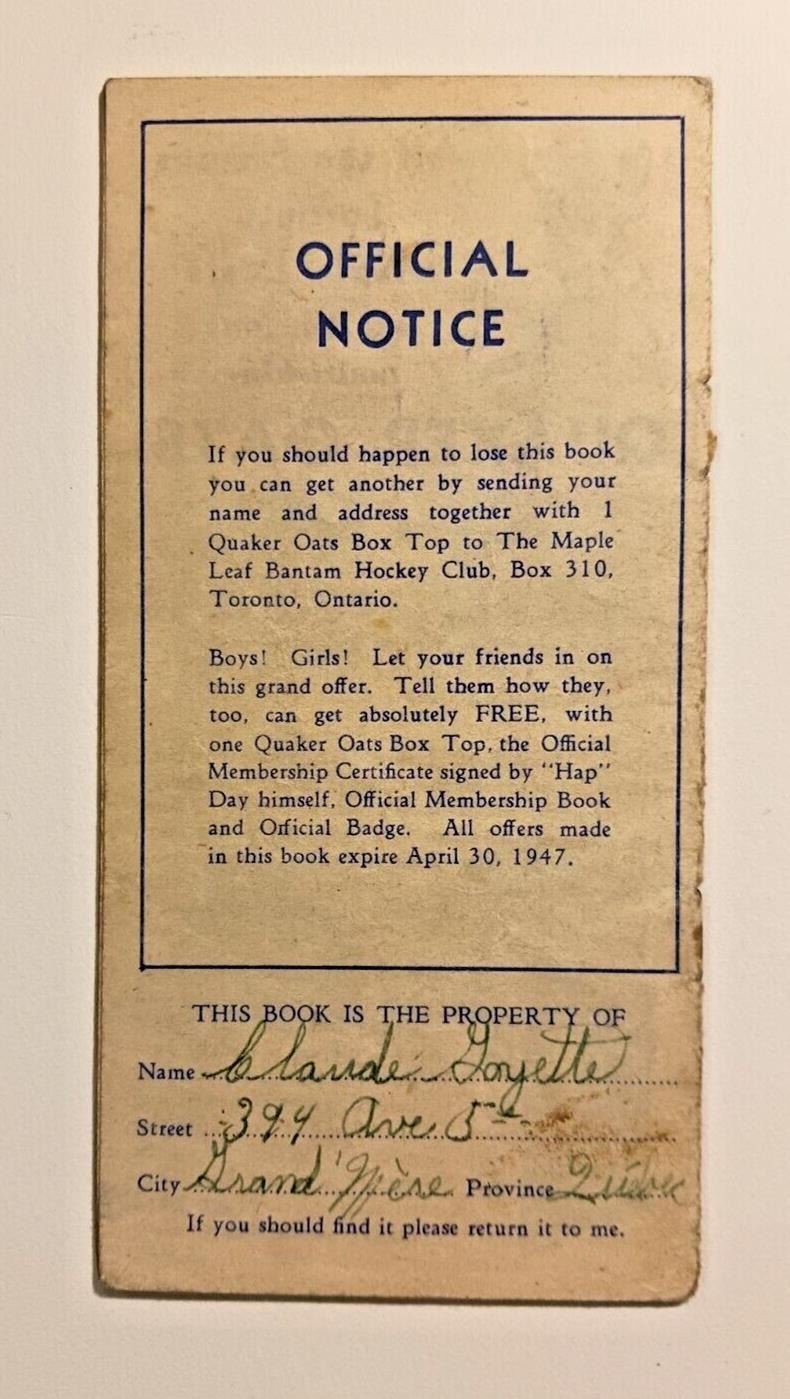 OFFICIAL
NOTICE
If you should happen to lose this book
you can get another by sending your
name and address together with 1
Quaker Oats Box Top to The Maple
Leaf Bantam Hockey Club, Box 310,
Toronto, Ontario.
Boys! Girls! Let your friends in on
this grand offer. Tell them how they,
too, can get absolutely FREE, with
one Quaker Oats Box Top, the Official
Membership Certificate signed by "Hap"
Day himself, Official Membership Book
and Official Badge. All offers made
in this book expire April 30, 1947.
THIS BOOK IS THE PROPERTY OF
Name Claude Goyette
Street 394 Ave 5th
City Grand'Mère Province
If you should find it please return it to me.